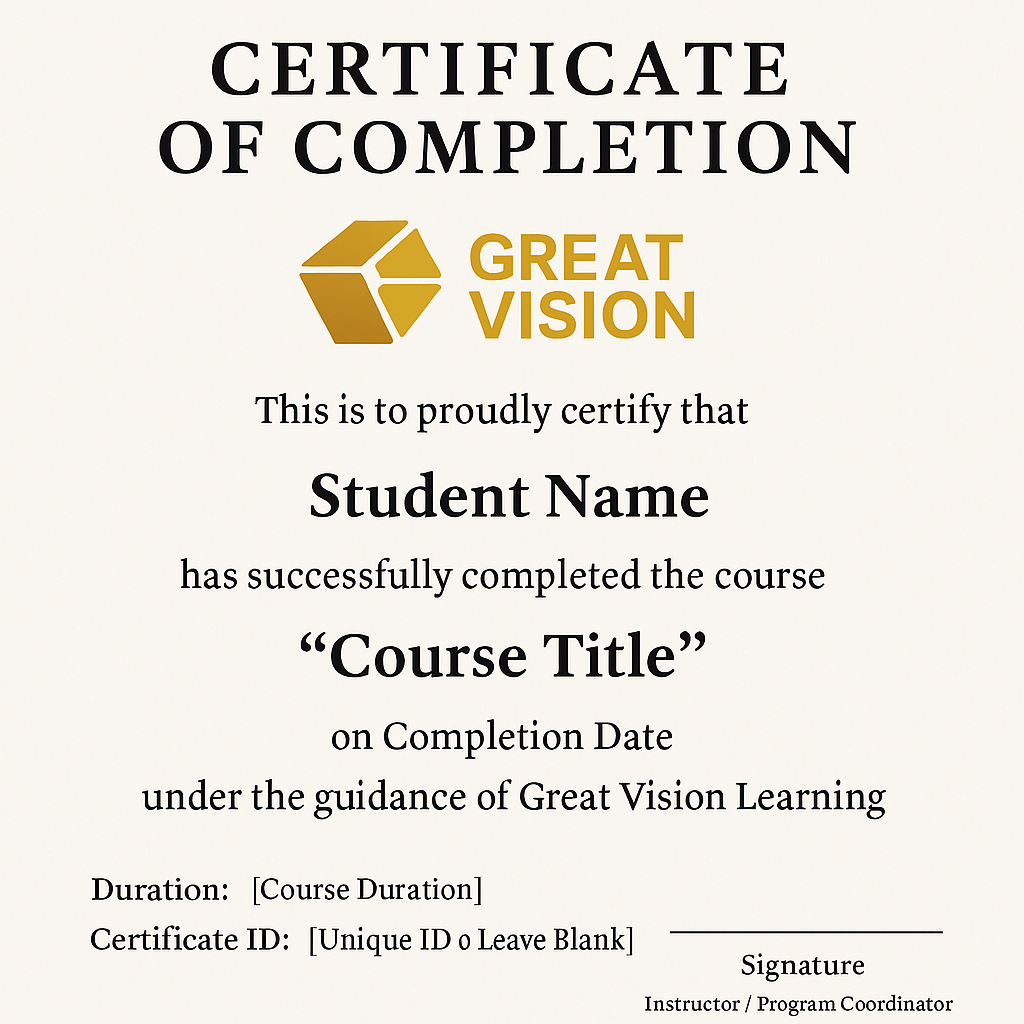 CERTIFICATE
OF COMPLETION
GREAT
VISION
This is to proudly certify that
Student Name
has successfully completed the course
“Course Title”
on Completion Date
under the guidance of Great Vision Learning
Duration: [Course Duration]
Certificate ID: [Unique ID o Leave Blank]
Signature
Instructor / Program Coordinator